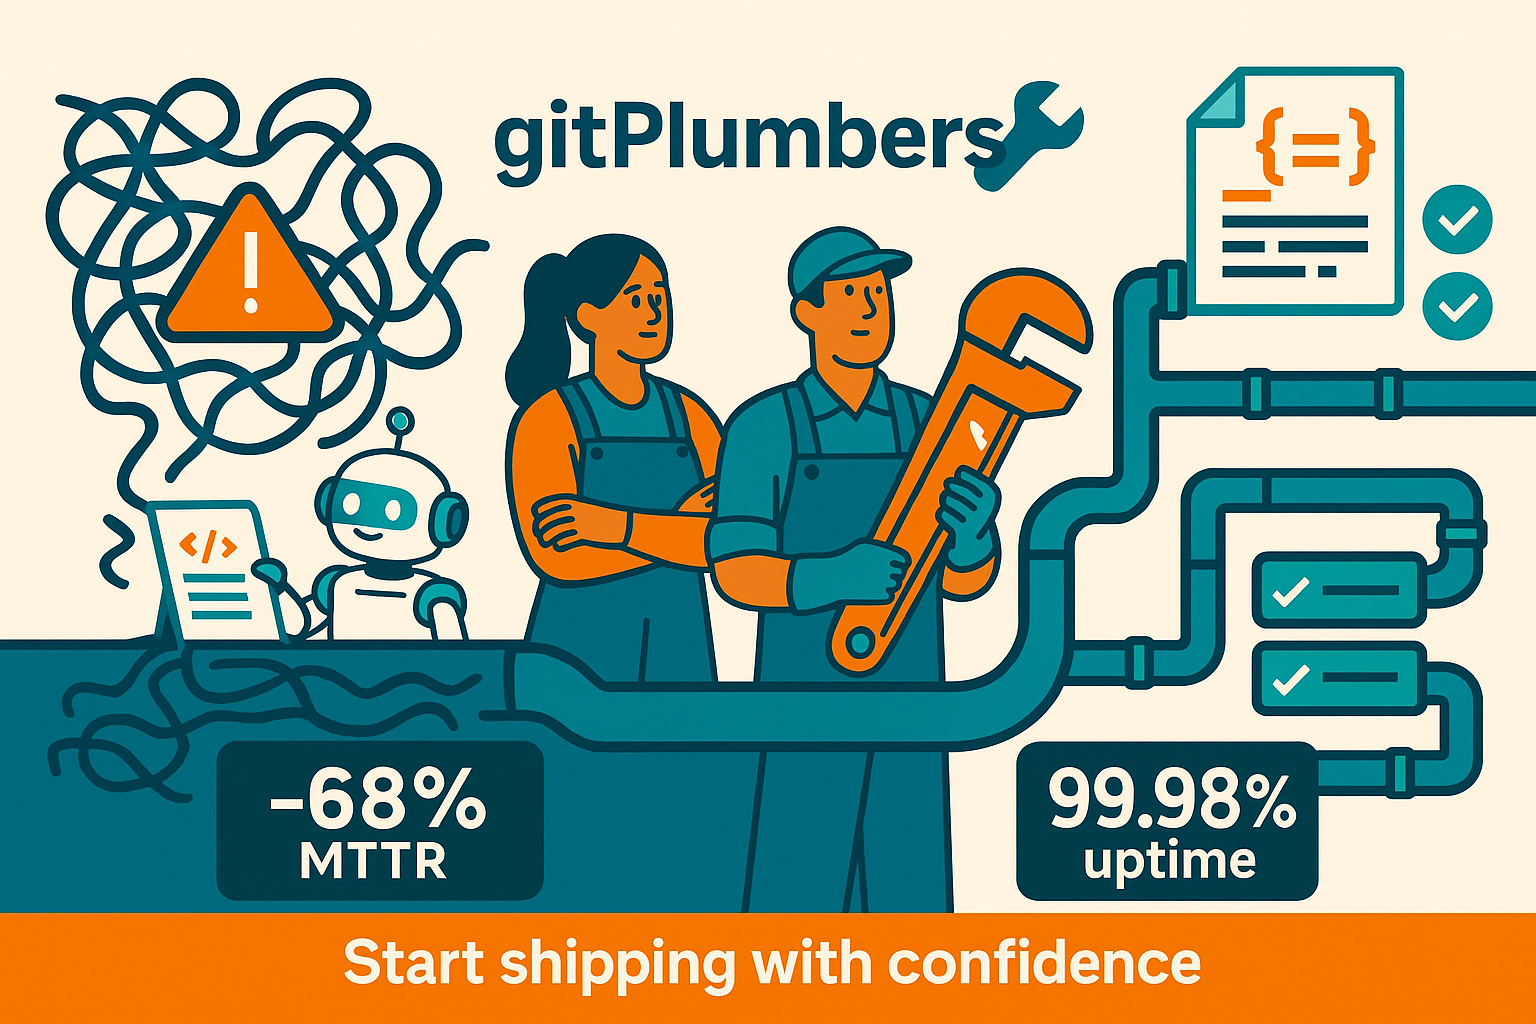 gitPlumbers
{=}
</>
–68%
MTTR
99.98%
uptime
Start shipping with confidence